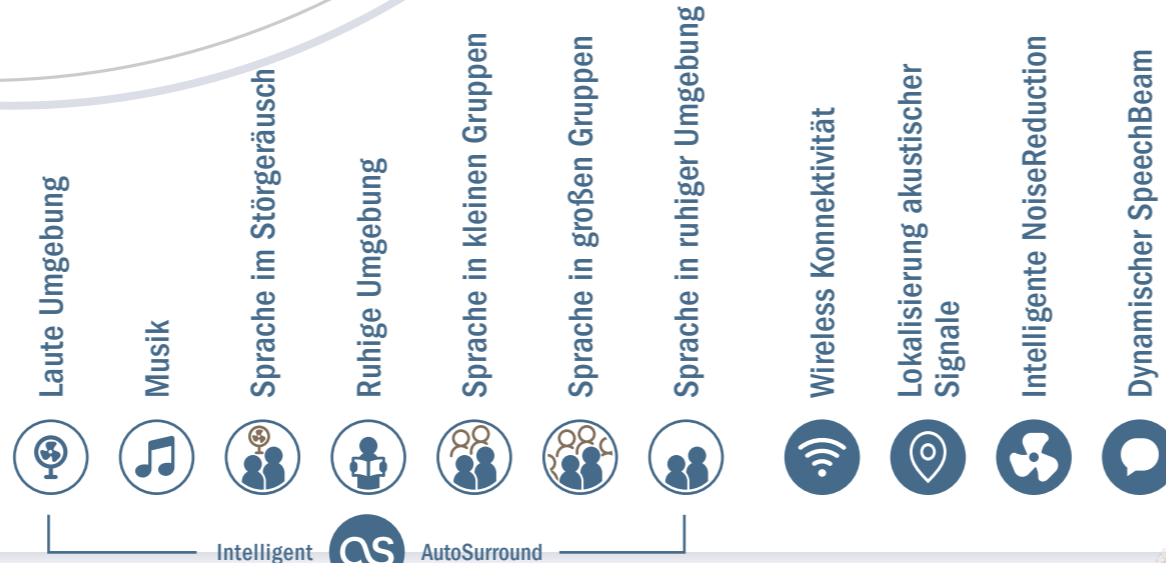 Laute Umgebung
Musik
Sprache im Störgeräusch
Ruhige Umgebung
Sprache in kleinen Gruppen
Sprache in großen Gruppen
Sprache in ruhiger Umgebung
Wireless Konnektivität
Lokalisierung akustischer
Signale
Intelligente NoiseReduction
Dynamischer SpeechBeam
Intelligent as AutoSurround